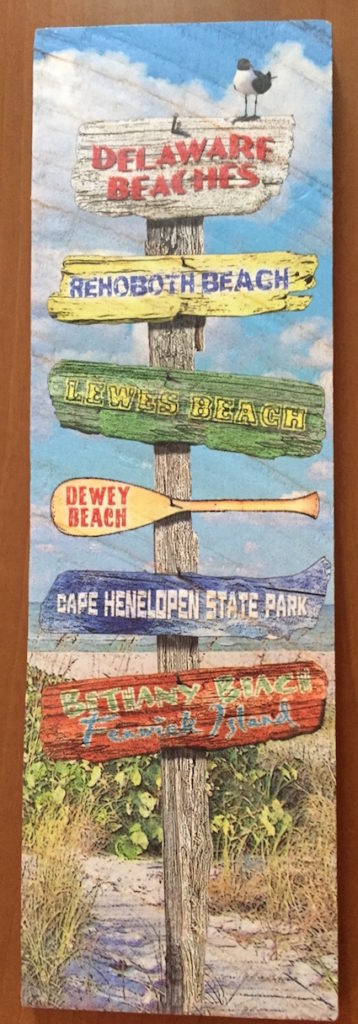 DELAWARE
BEACHES
REHOBOTH BEACH
LEWES BEACH
DEWEY
BEACH
CAPE HENELOPEN STATE PARK
BETHANY BEACH
Fenwick Island